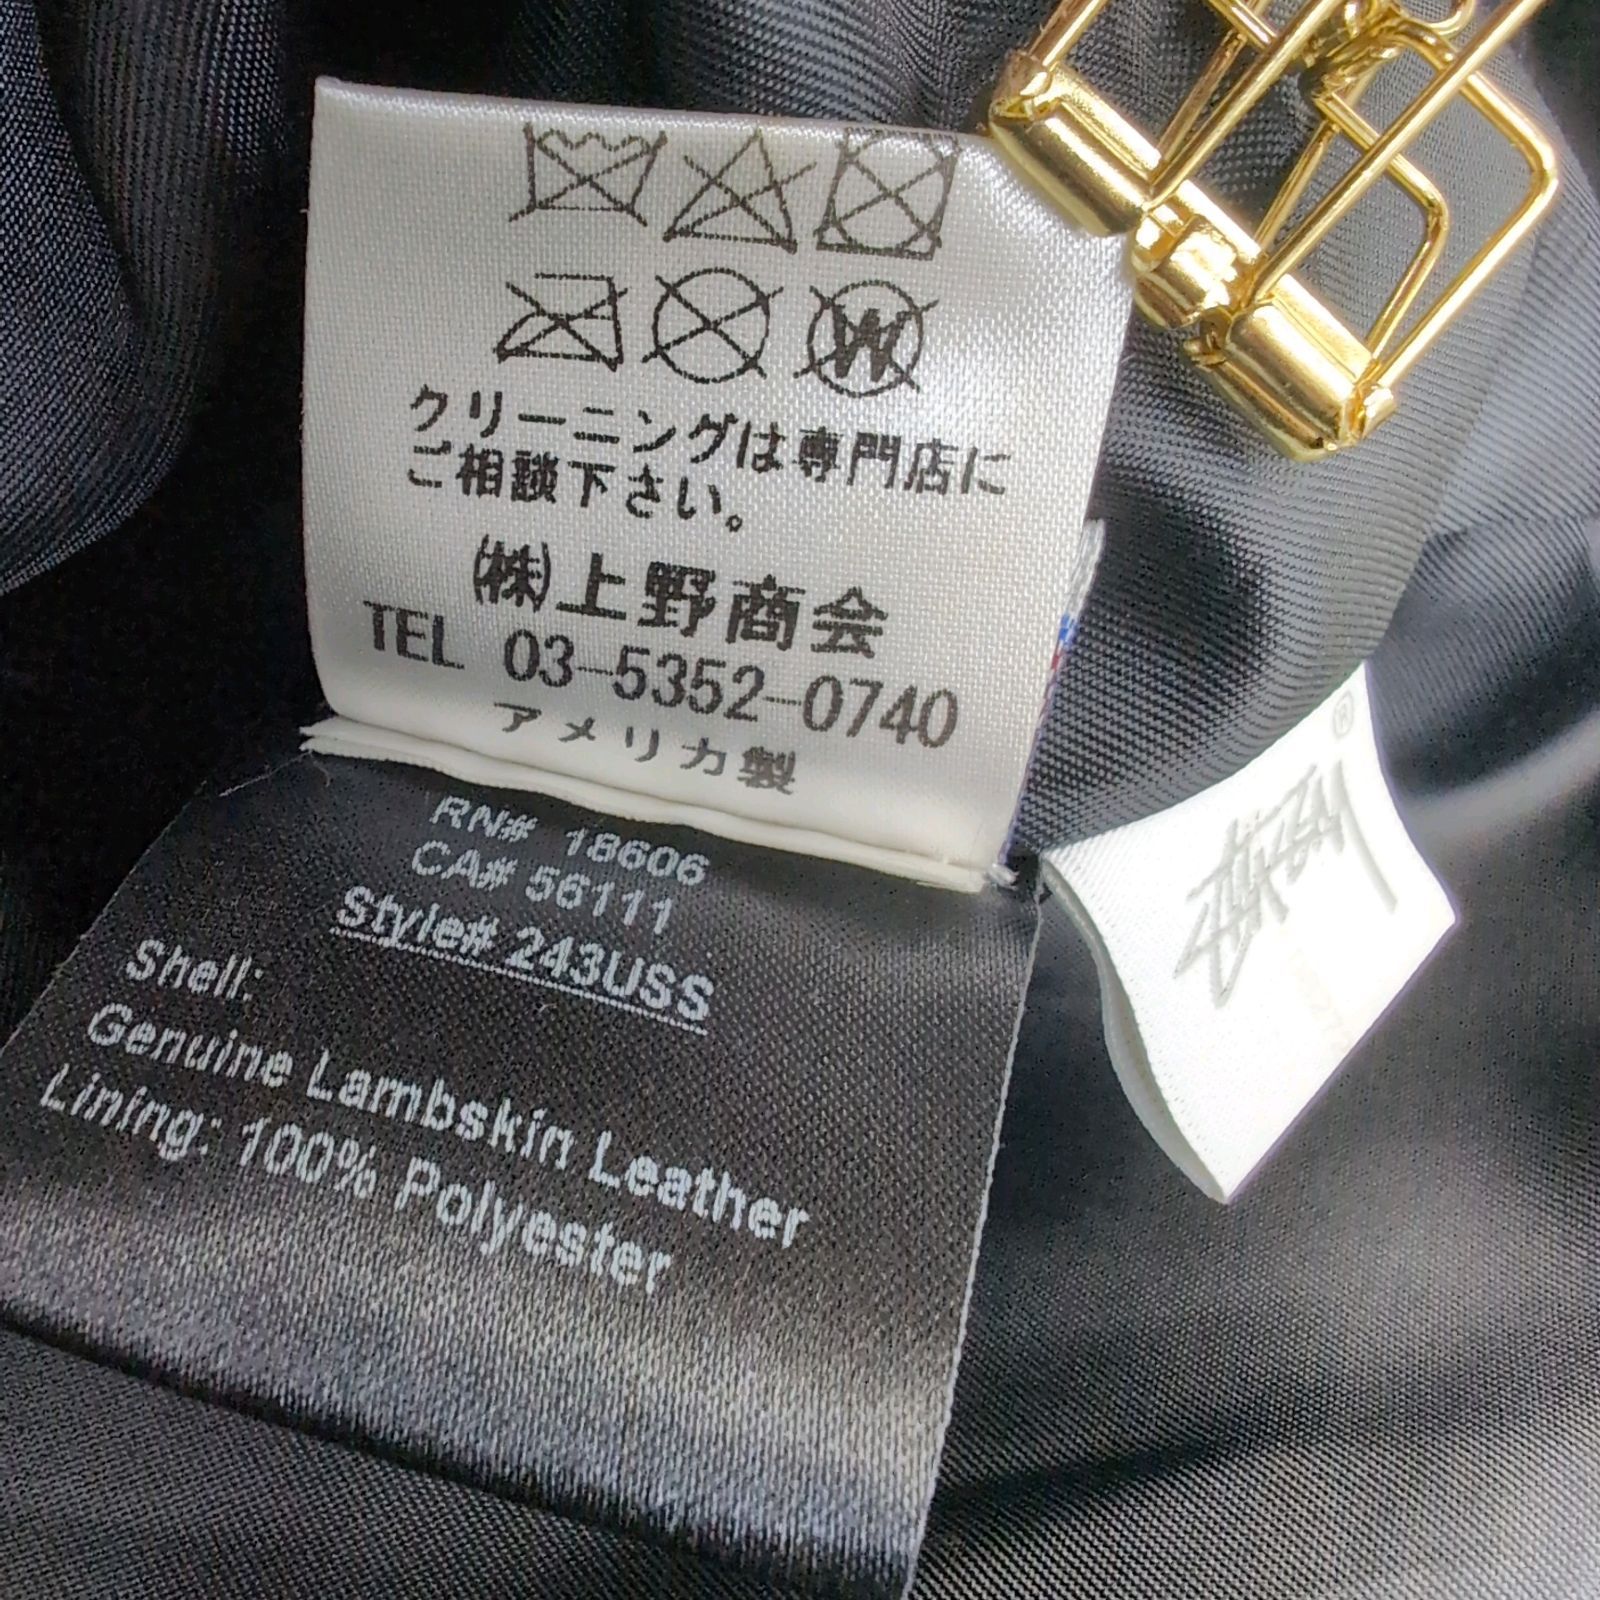 W
クリーニングは専門店に
ご相談下さい。
㈱上野商会
TEL 03-5352-0740
アメリカ製
RN# 18606
CA# 56111
Style# 243USS
Shell:
Genuine Lambskin Leather
Lining: 100% Polyester
®